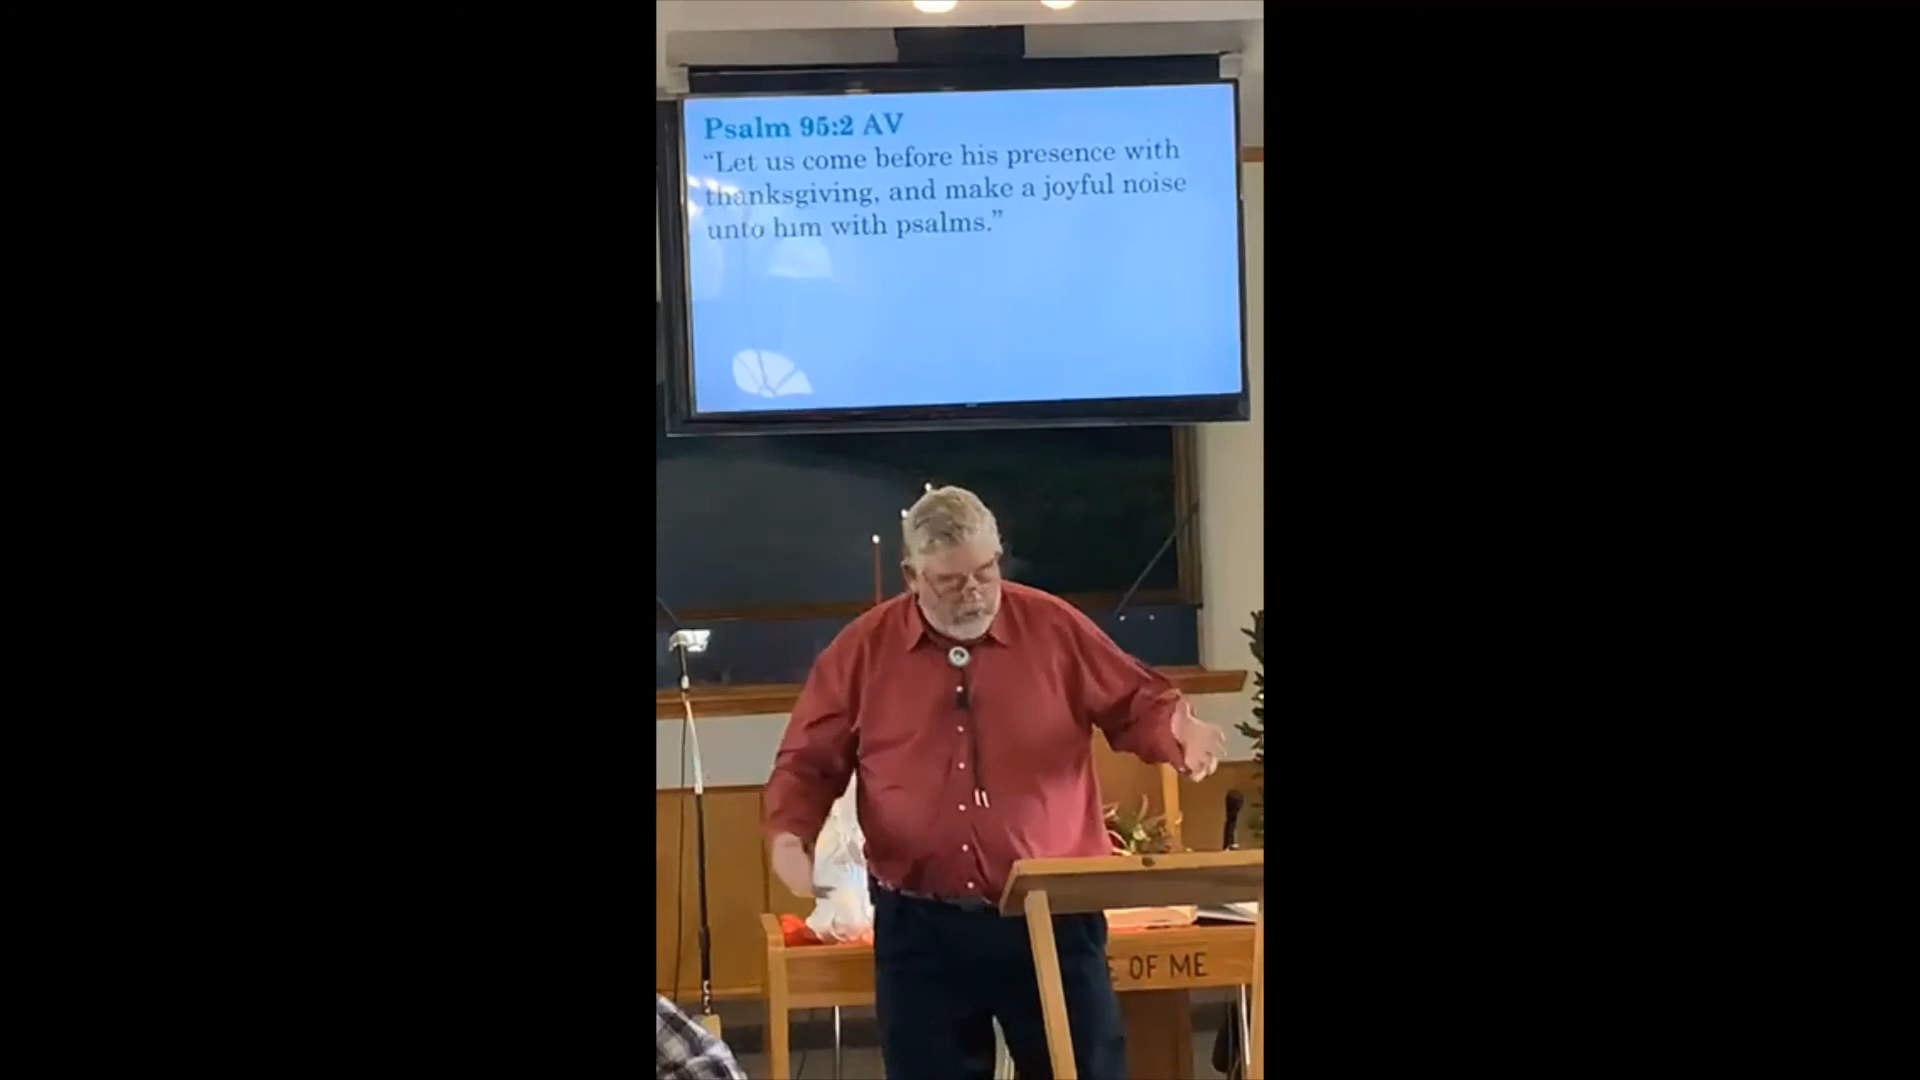 Psalm 95:2 AV
“Let us come before his presence with
thanksgiving, and make a joyful noise
unto him with psalms.”
OF ME